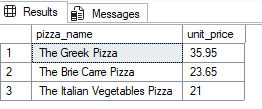 Results Messages
pizza_name unit_price
1 The Greek Pizza 35.95
2 The Brie Carre Pizza 23.65
3 The Italian Vegetables Pizza 21